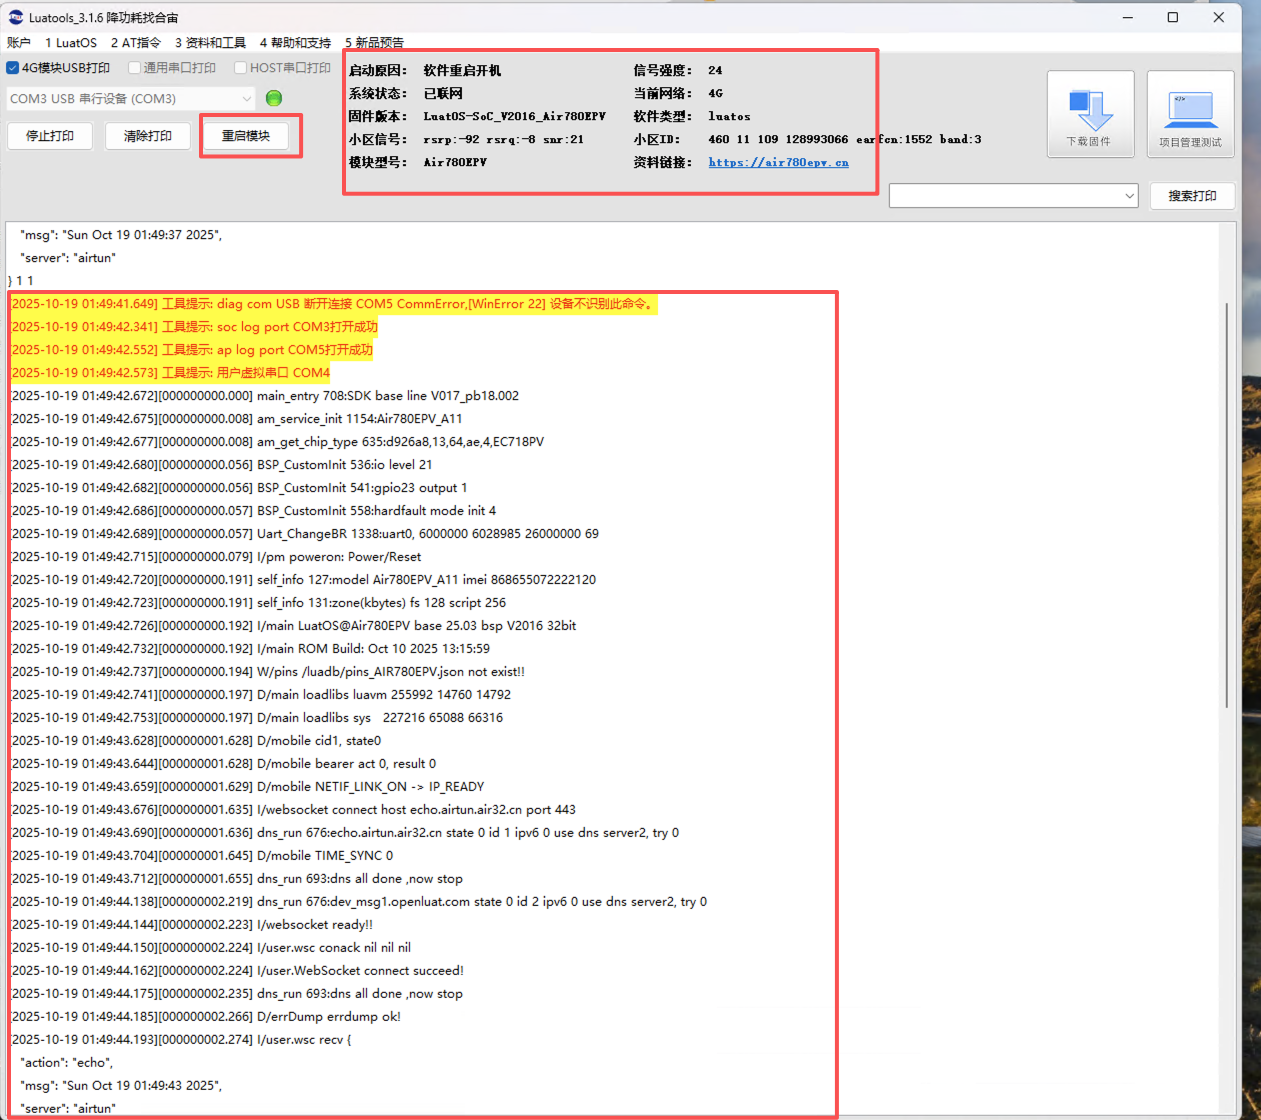 Luatools_3.1.6 降功耗找合宙
账户 1 LuatOS 2 AT指令 3 资料和工具 4 帮助和支持 5 新品预告
4G模块USB打印 通用串口打印 HOST串口打印
COM3 USB 串行设备 (COM3)
停止打印 清除打印 重启模块
启动原因: 软件重启开机 信号强度: 24
系统状态: 已联网 当前网络: 4G
固件版本: LuatOS-SoC_V2016_Air780EPV 软件类型: luatos
小区信号: rsrp:-92 rsrq:-8 snr:21 小区ID: 460 11 109 128993066 earfcn:1552 band:3
模块型号: Air780EPV 资料链接: https://air780epv.cn
下载固件 项目管理测试
搜索打印
"msg": "Sun Oct 19 01:49:37 2025",
"server": "airtun"
} 1 1
[2025-10-19 01:49:41.649] 工具提示: diag com USB 断开连接 COM5 CommError,[WinError 22] 设备不识别此命令。
[2025-10-19 01:49:42.341] 工具提示: soc log port COM3打开成功
[2025-10-19 01:49:42.552] 工具提示: ap log port COM5打开成功
[2025-10-19 01:49:42.573] 工具提示: 用户虚拟串口 COM4
[2025-10-19 01:49:42.672][000000000.000] main_entry 708:SDK base line V017_pb18.002
[2025-10-19 01:49:42.675][000000000.008] am_service_init 1154:Air780EPV_A11
[2025-10-19 01:49:42.677][000000000.008] am_get_chip_type 635:d926a8,13,64,ae,4,EC718PV
[2025-10-19 01:49:42.680][000000000.056] BSP_CustomInit 536:io level 21
[2025-10-19 01:49:42.682][000000000.056] BSP_CustomInit 541:gpio23 output 1
[2025-10-19 01:49:42.686][000000000.057] BSP_CustomInit 558:hardfault mode init 4
[2025-10-19 01:49:42.689][000000000.057] Uart_ChangeBR 1338:uart0, 6000000 6028985 26000000 69
[2025-10-19 01:49:42.715][000000000.079] I/pm poweron: Power/Reset
[2025-10-19 01:49:42.720][000000000.191] self_info 127:model Air780EPV_A11 imei 868655072222120
[2025-10-19 01:49:42.723][000000000.191] self_info 131:zone(kbytes) fs 128 script 256
[2025-10-19 01:49:42.726][000000000.192] I/main LuatOS@Air780EPV base 25.03 bsp V2016 32bit
[2025-10-19 01:49:42.732][000000000.192] I/main ROM Build: Oct 10 2025 13:15:59
[2025-10-19 01:49:42.737][000000000.194] W/pins /luadb/pins_AIR780EPV.json not exist!!
[2025-10-19 01:49:42.741][000000000.197] D/main loadlibs luavm 255992 14760 14792
[2025-10-19 01:49:42.753][000000000.197] D/main loadlibs sys 227216 65088 66316
[2025-10-19 01:49:43.628][000000001.628] D/mobile cid1, state0
[2025-10-19 01:49:43.644][000000001.628] D/mobile bearer act 0, result 0
[2025-10-19 01:49:43.659][000000001.629] D/mobile NETIF_LINK_ON -> IP_READY
[2025-10-19 01:49:43.676][000000001.635] I/websocket connect host echo.airtun.air32.cn port 443
[2025-10-19 01:49:43.690][000000001.636] dns_run 676:echo.airtun.air32.cn state 0 id 1 ipv6 0 use dns server2, try 0
[2025-10-19 01:49:43.704][000000001.645] D/mobile TIME_SYNC 0
[2025-10-19 01:49:43.712][000000001.655] dns_run 693:dns all done ,now stop
[2025-10-19 01:49:44.138][000000002.219] dns_run 676:dev_msg1.openluat.com state 0 id 2 ipv6 0 use dns server2, try 0
[2025-10-19 01:49:44.144][000000002.223] I/websocket ready!!
[2025-10-19 01:49:44.150][000000002.224] I/user.wsc conack nil nil nil
[2025-10-19 01:49:44.162][000000002.224] I/user.WebSocket connect succeed!
[2025-10-19 01:49:44.175][000000002.235] dns_run 693:dns all done ,now stop
[2025-10-19 01:49:44.185][000000002.266] D/errDump errdump ok!
[2025-10-19 01:49:44.193][000000002.274] I/user.wsc recv {
"action": "echo",
"msg": "Sun Oct 19 01:49:43 2025",
"server": "airtun"